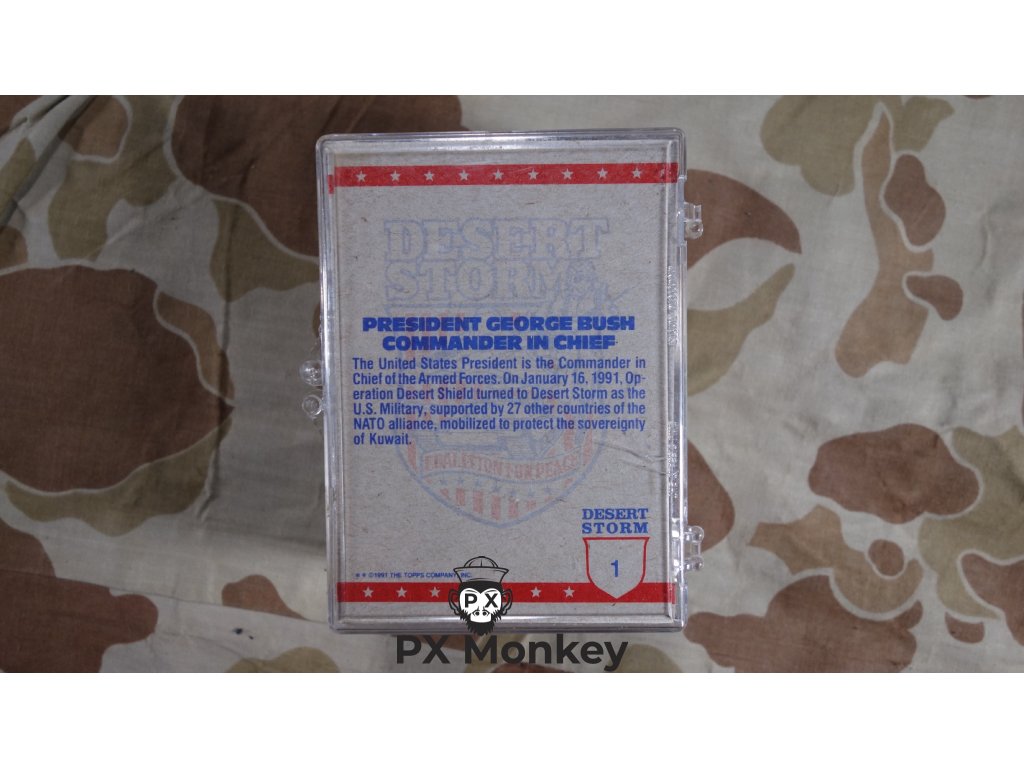 DESERT
STORM
PRESIDENT GEORGE BUSH
COMMANDER IN CHIEF
The United States President is the Commander in
Chief of the Armed Forces. On January 16, 1991, Op-
eration Desert Shield turned to Desert Storm as the
U.S. Military, supported by 27 other countries of the
NATO alliance, mobilized to protect the sovereignty
of Kuwait.
COALITION FOR PEACE
DESERT
STORM
1
** ©1991 THE TOPPS COMPANY, INC.
PX
PX Monkey